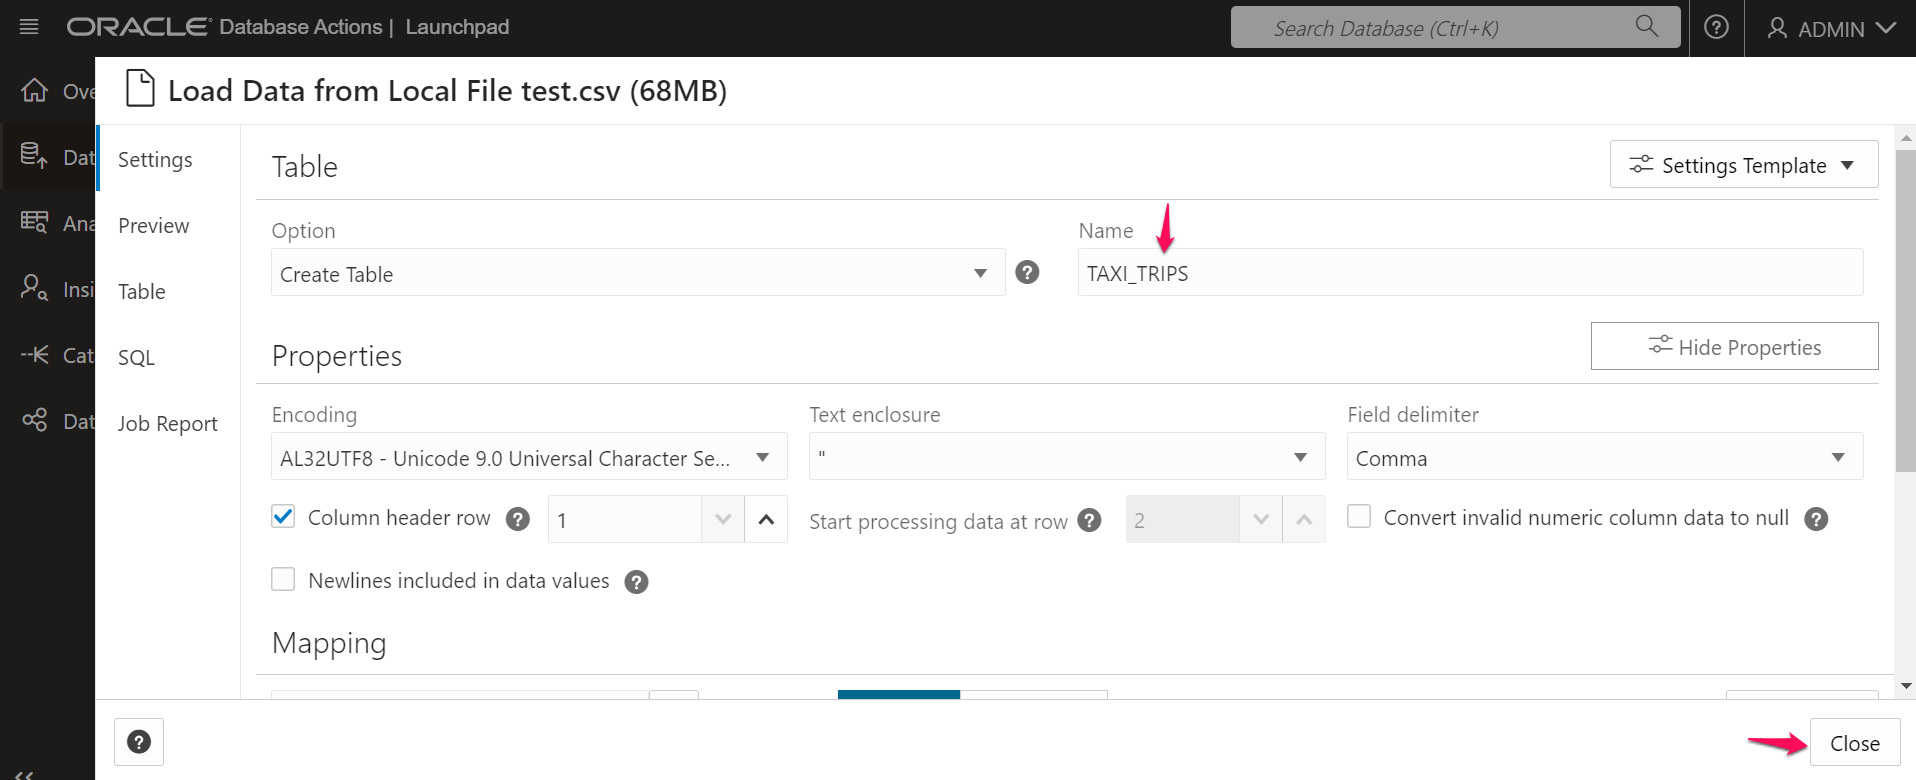 ORACLE Database Actions | Launchpad
Search Database (Ctrl+K)
ADMIN
Load Data from Local File test.csv (68MB)
Ove
Dat
Ana
Insi
Cat
Dat
Settings
Preview
Table
SQL
Job Report
Table
Settings Template
Option
Name
Create Table
TAXI_TRIPS
Properties
Hide Properties
Encoding
Text enclosure
Field delimiter
AL32UTF8 - Unicode 9.0 Universal Character Se...
"
Comma
Column header row
1
Start processing data at row
2
Convert invalid numeric column data to null
Newlines included in data values
Mapping
Close